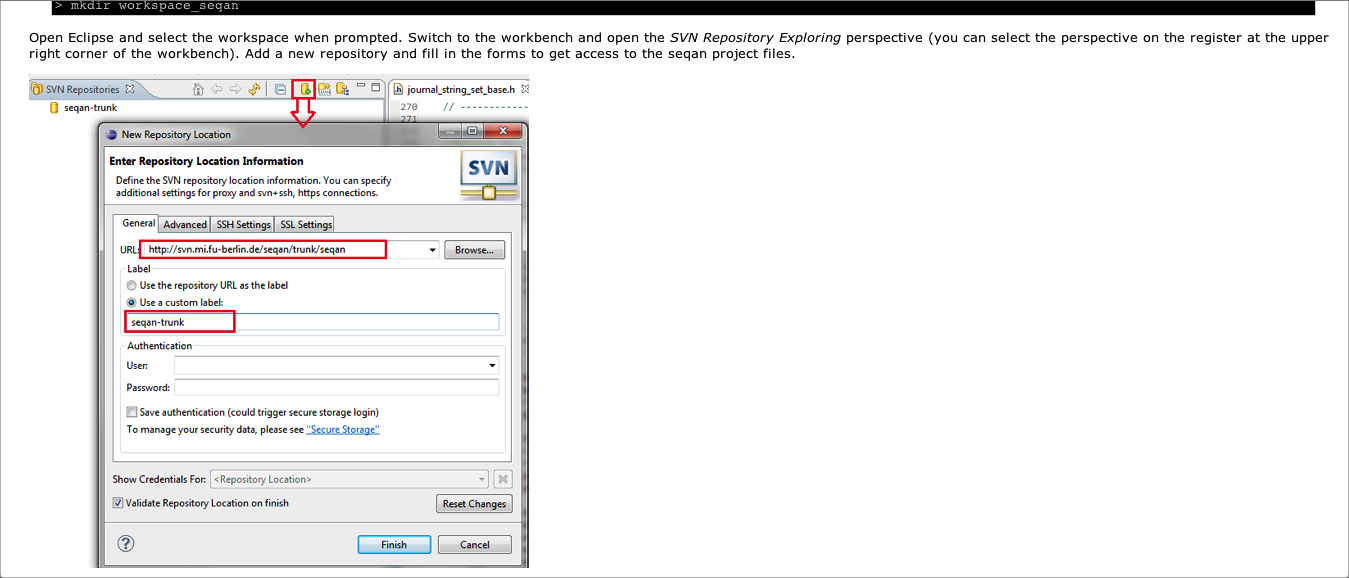 > mkdir workspace_seqan
Open Eclipse and select the workspace when prompted. Switch to the workbench and open the SVN Repository Exploring perspective (you can select the perspective on the register at the upper
right corner of the workbench). Add a new repository and fill in the forms to get access to the seqan project files.
SVN Repositories
journal_string_set_base.h
seqan-trunk
270 // ------------
271
New Repository Location
Enter Repository Location Information
SVN
Define the SVN repository location information. You can specify
additional settings for proxy and svn+ssh, https connections.
General Advanced SSH Settings SSL Settings
URL: http://svn.mi.fu-berlin.de/seqan/trunk/seqan Browse...
Label
Use the repository URL as the label
Use a custom label:
seqan-trunk
Authentication
User:
Password:
Save authentication (could trigger secure storage login)
To manage your security data, please see "Secure Storage"
Show Credentials For: <Repository Location>
Validate Repository Location on finish
Reset Changes
?
Finish Cancel